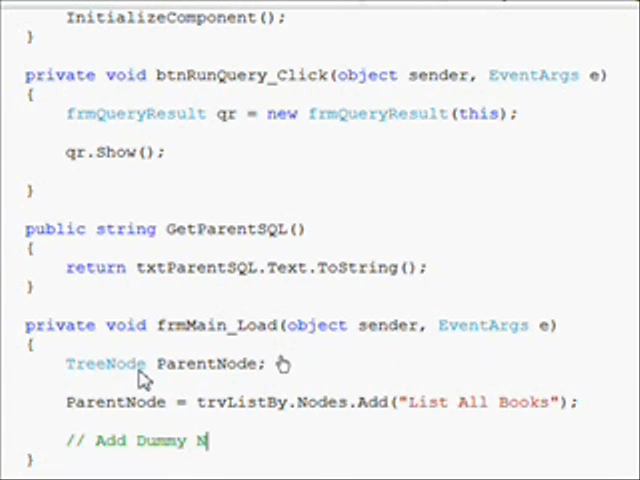 InitializeComponent();
}
private void btnRunQuery_Click(object sender, EventArgs e)
{
frmQueryResult qr = new frmQueryResult(this);
qr.Show();
}
public string GetParentSQL()
{
return txtParentSQL.Text.ToString();
}
private void frmMain_Load(object sender, EventArgs e)
{
TreeNode ParentNode;
ParentNode = trvListBy.Nodes.Add("List All Books");
// Add Dummy N
}